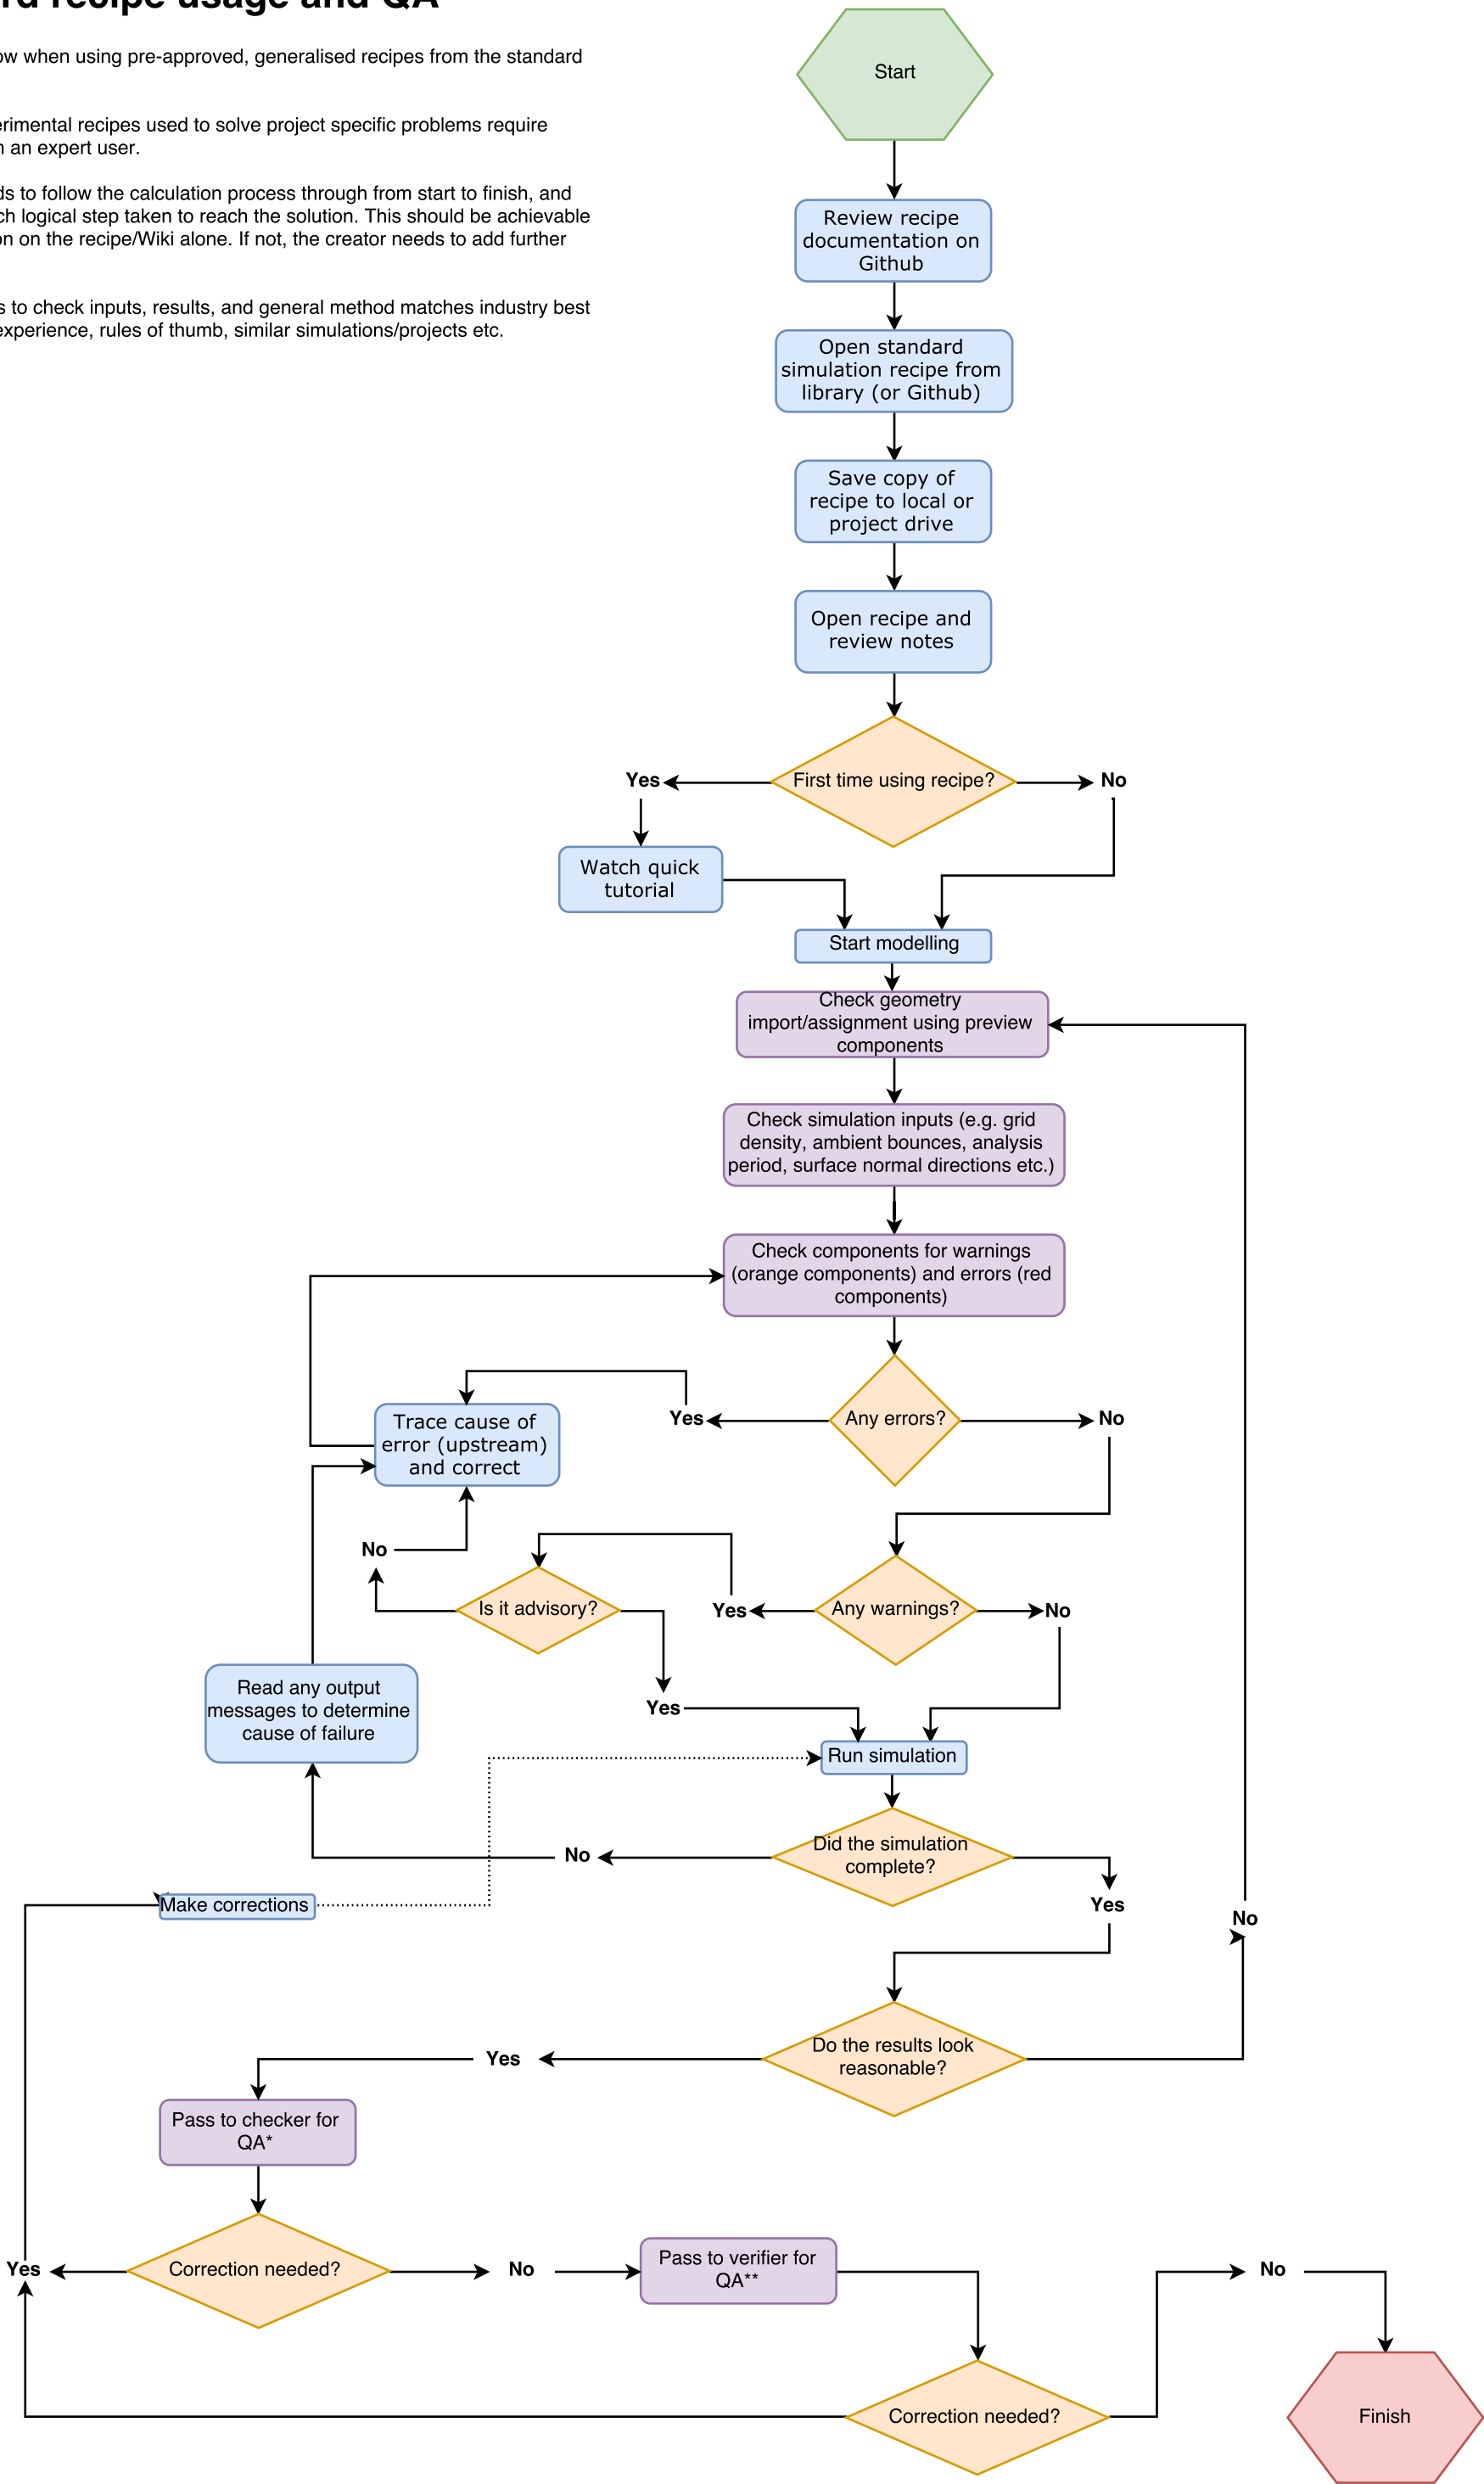 rd recipe usage and QA
ow when using pre-approved, generalised recipes from the standard
erimental recipes used to solve project specific problems require
n an expert user.
ds to follow the calculation process through from start to finish, and
ch logical step taken to reach the solution. This should be achievable
on on the recipe/Wiki alone. If not, the creator needs to add further
s to check inputs, results, and general method matches industry best
experience, rules of thumb, similar simulations/projects etc.
Start
Review recipe
documentation on
Github
Open standard
simulation recipe from
library (or Github)
Save copy of
recipe to local or
project drive
Open recipe and
review notes
First time using recipe?
Yes
No
Watch quick
tutorial
Start modelling
Check geometry
import/assignment using preview
components
Check simulation inputs (e.g. grid
density, ambient bounces, analysis
period, surface normal directions etc.)
Check components for warnings
(orange components) and errors (red
components)
Any errors?
Yes
No
Trace cause of
error (upstream)
and correct
No
Is it advisory?
Yes
Any warnings?
No
Read any output
messages to determine
cause of failure
Yes
Run simulation
Did the simulation
complete?
No
Yes
Make corrections
No
Do the results look
reasonable?
Yes
Pass to checker for
QA*
Yes
Correction needed?
No
Pass to verifier for
QA**
No
Correction needed?
Finish